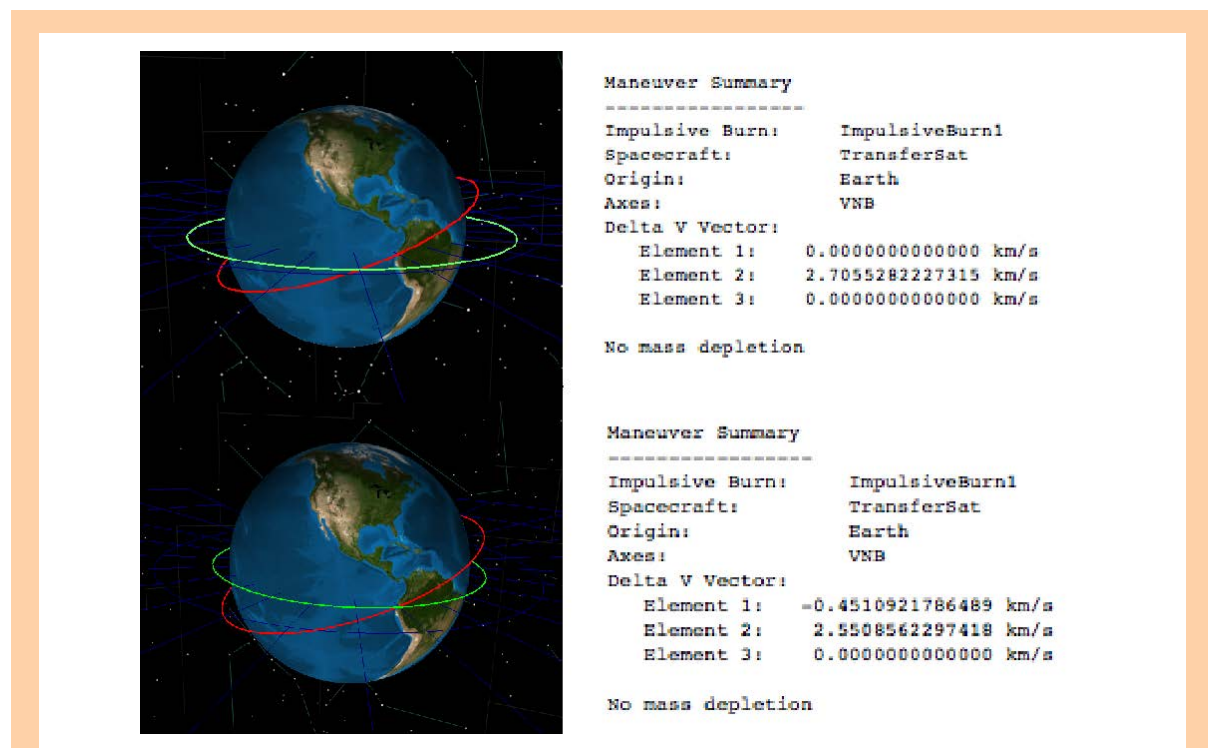 Maneuver Summary
-----------------
Impulsive Burn: ImpulsiveBurn1
Spacecraft: TransferSat
Origin: Earth
Axes: VNB
Delta V Vector:
Element 1: 0.0000000000000 km/s
Element 2: 2.7055282227315 km/s
Element 3: 0.0000000000000 km/s
No mass depletion
Maneuver Summary
-----------------
Impulsive Burn: ImpulsiveBurn1
Spacecraft: TransferSat
Origin: Earth
Axes: VNB
Delta V Vector:
Element 1: -0.4510921786489 km/s
Element 2: 2.5508562297418 km/s
Element 3: 0.0000000000000 km/s
No mass depletion